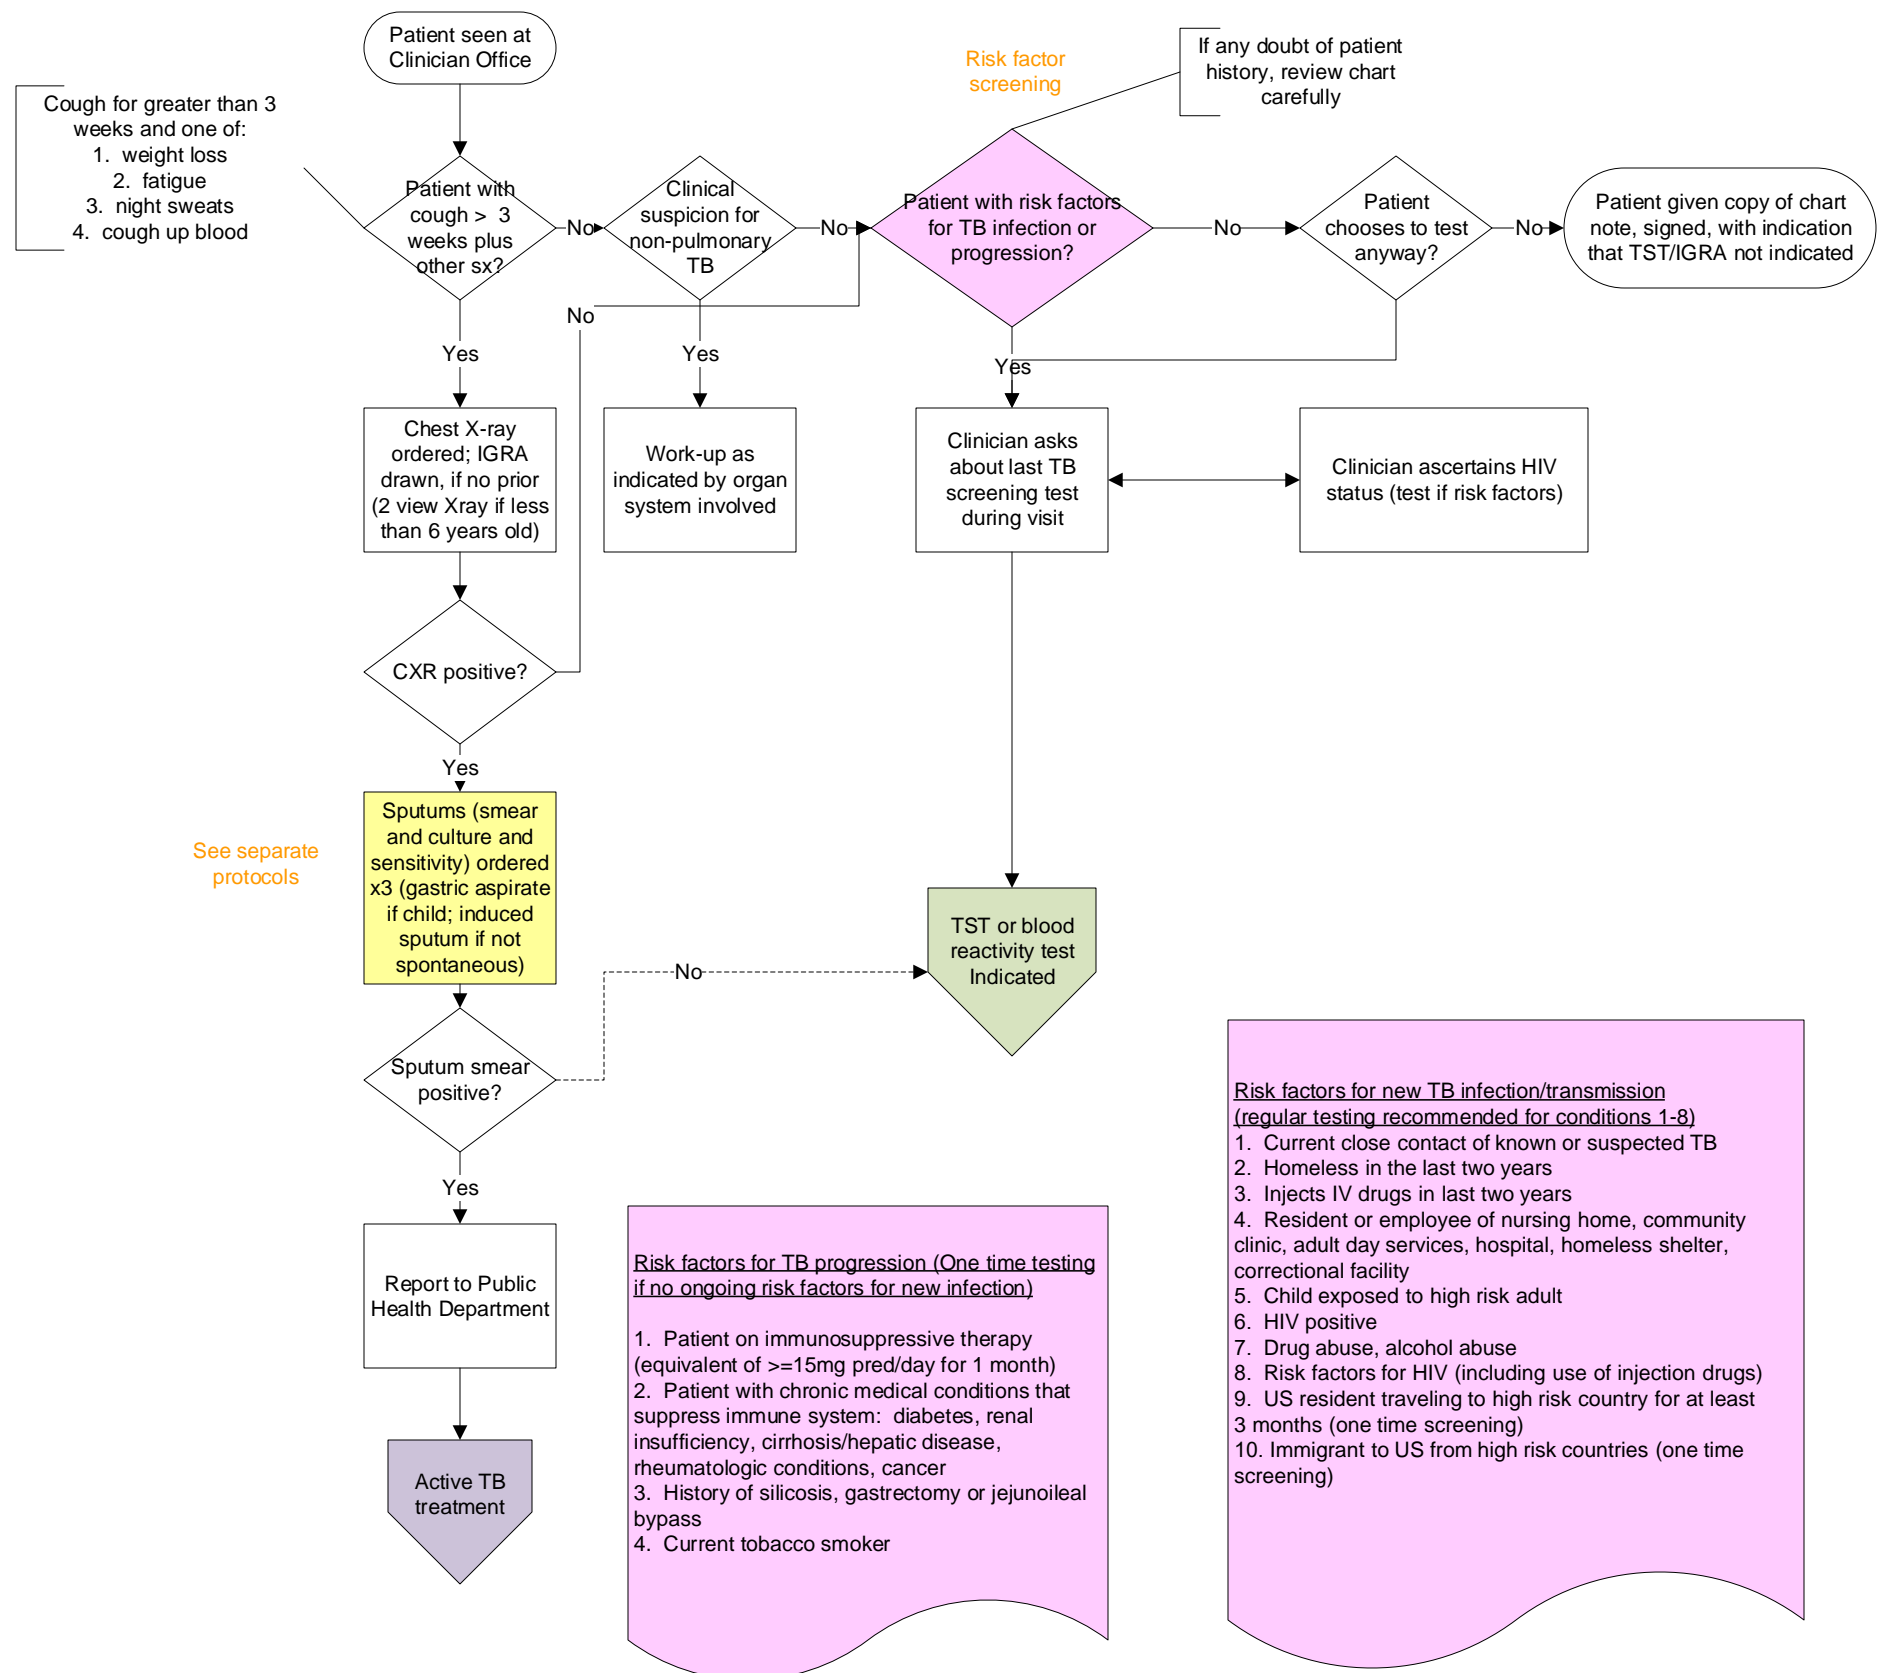 Patient seen at
Clinician Office
Cough for greater than 3
weeks and one of:
1.  weight loss
2.  fatigue
3.  night sweats
4.  cough up blood
Patient with
cough >  3
weeks plus
other sx?
No
Clinical
suspicion for
non-pulmonary
TB
No
Risk factor
screening
If any doubt of patient
history, review chart
carefully
Patient with risk factors
for TB infection or
progression?
No
Patient
chooses to test
anyway?
No
Patient given copy of chart
note, signed, with indication
that TST/IGRA not indicated
No
Yes
Yes
Yes
Chest X-ray
ordered; IGRA
drawn, if no prior
(2 view Xray if less
than 6 years old)
Work-up as
indicated by organ
system involved
Clinician asks
about last TB
screening test
during visit
Clinician ascertains HIV
status (test if risk factors)
CXR positive?
Yes
See separate
protocols
Sputums (smear
and culture and
sensitivity) ordered
x3 (gastric aspirate
if child; induced
sputum if not
spontaneous)
No
TST or blood
reactivity test
Indicated
Sputum smear
positive?
Yes
Report to Public
Health Department
Active TB
treatment
Risk factors for TB progression (One time testing
if no ongoing risk factors for new infection)
1.  Patient on immunosuppressive therapy
(equivalent of >=15mg pred/day for 1 month)
2.  Patient with chronic medical conditions that
suppress immune system:  diabetes, renal
insufficiency, cirrhosis/hepatic disease,
rheumatologic conditions, cancer
3.  History of silicosis, gastrectomy or jejunoileal
bypass
4.  Current tobacco smoker
Risk factors for new TB infection/transmission
(regular testing recommended for conditions 1-8)
1.  Current close contact of known or suspected TB
2.  Homeless in the last two years
3.  Injects IV drugs in last two years
4.  Resident or employee of nursing home, community
clinic, adult day services, hospital, homeless shelter,
correctional facility
5.  Child exposed to high risk adult
6.  HIV positive
7.  Drug abuse, alcohol abuse
8.  Risk factors for HIV (including use of injection drugs)
9.  US resident traveling to high risk country for at least
3 months (one time screening)
10. Immigrant to US from high risk countries (one time
screening)